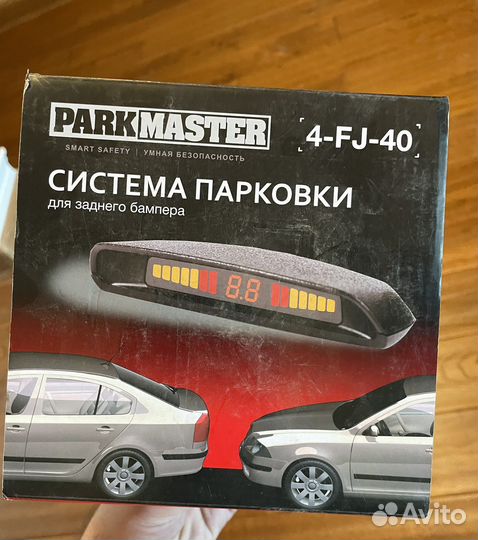 PARKMASTER
SMART SAFETY | УМНАЯ БЕЗОПАСНОСТЬ
4-FJ-40
СИСТЕМА ПАРКОВКИ
для заднего бампера
8.8
Avito